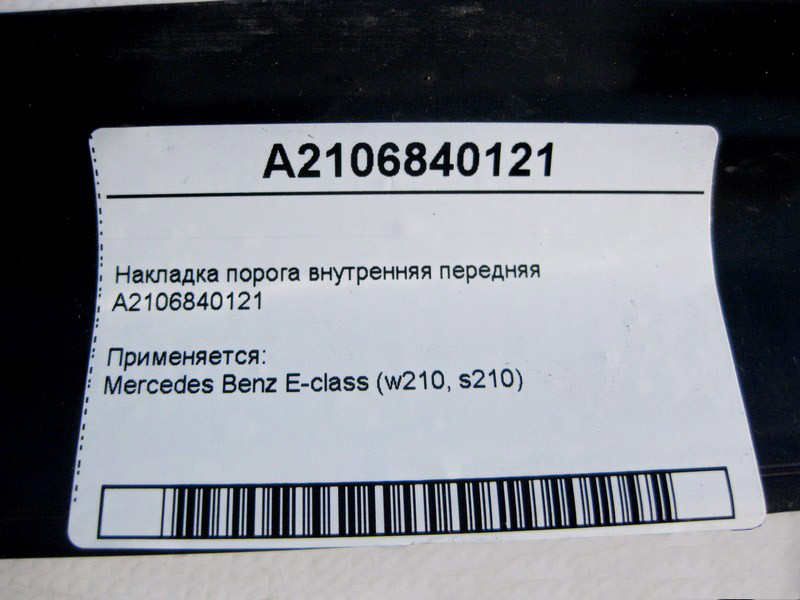 A2106840121
Накладка порога внутренняя передняя
A2106840121
Применяется:
Mercedes Benz E-class (w210, s210)